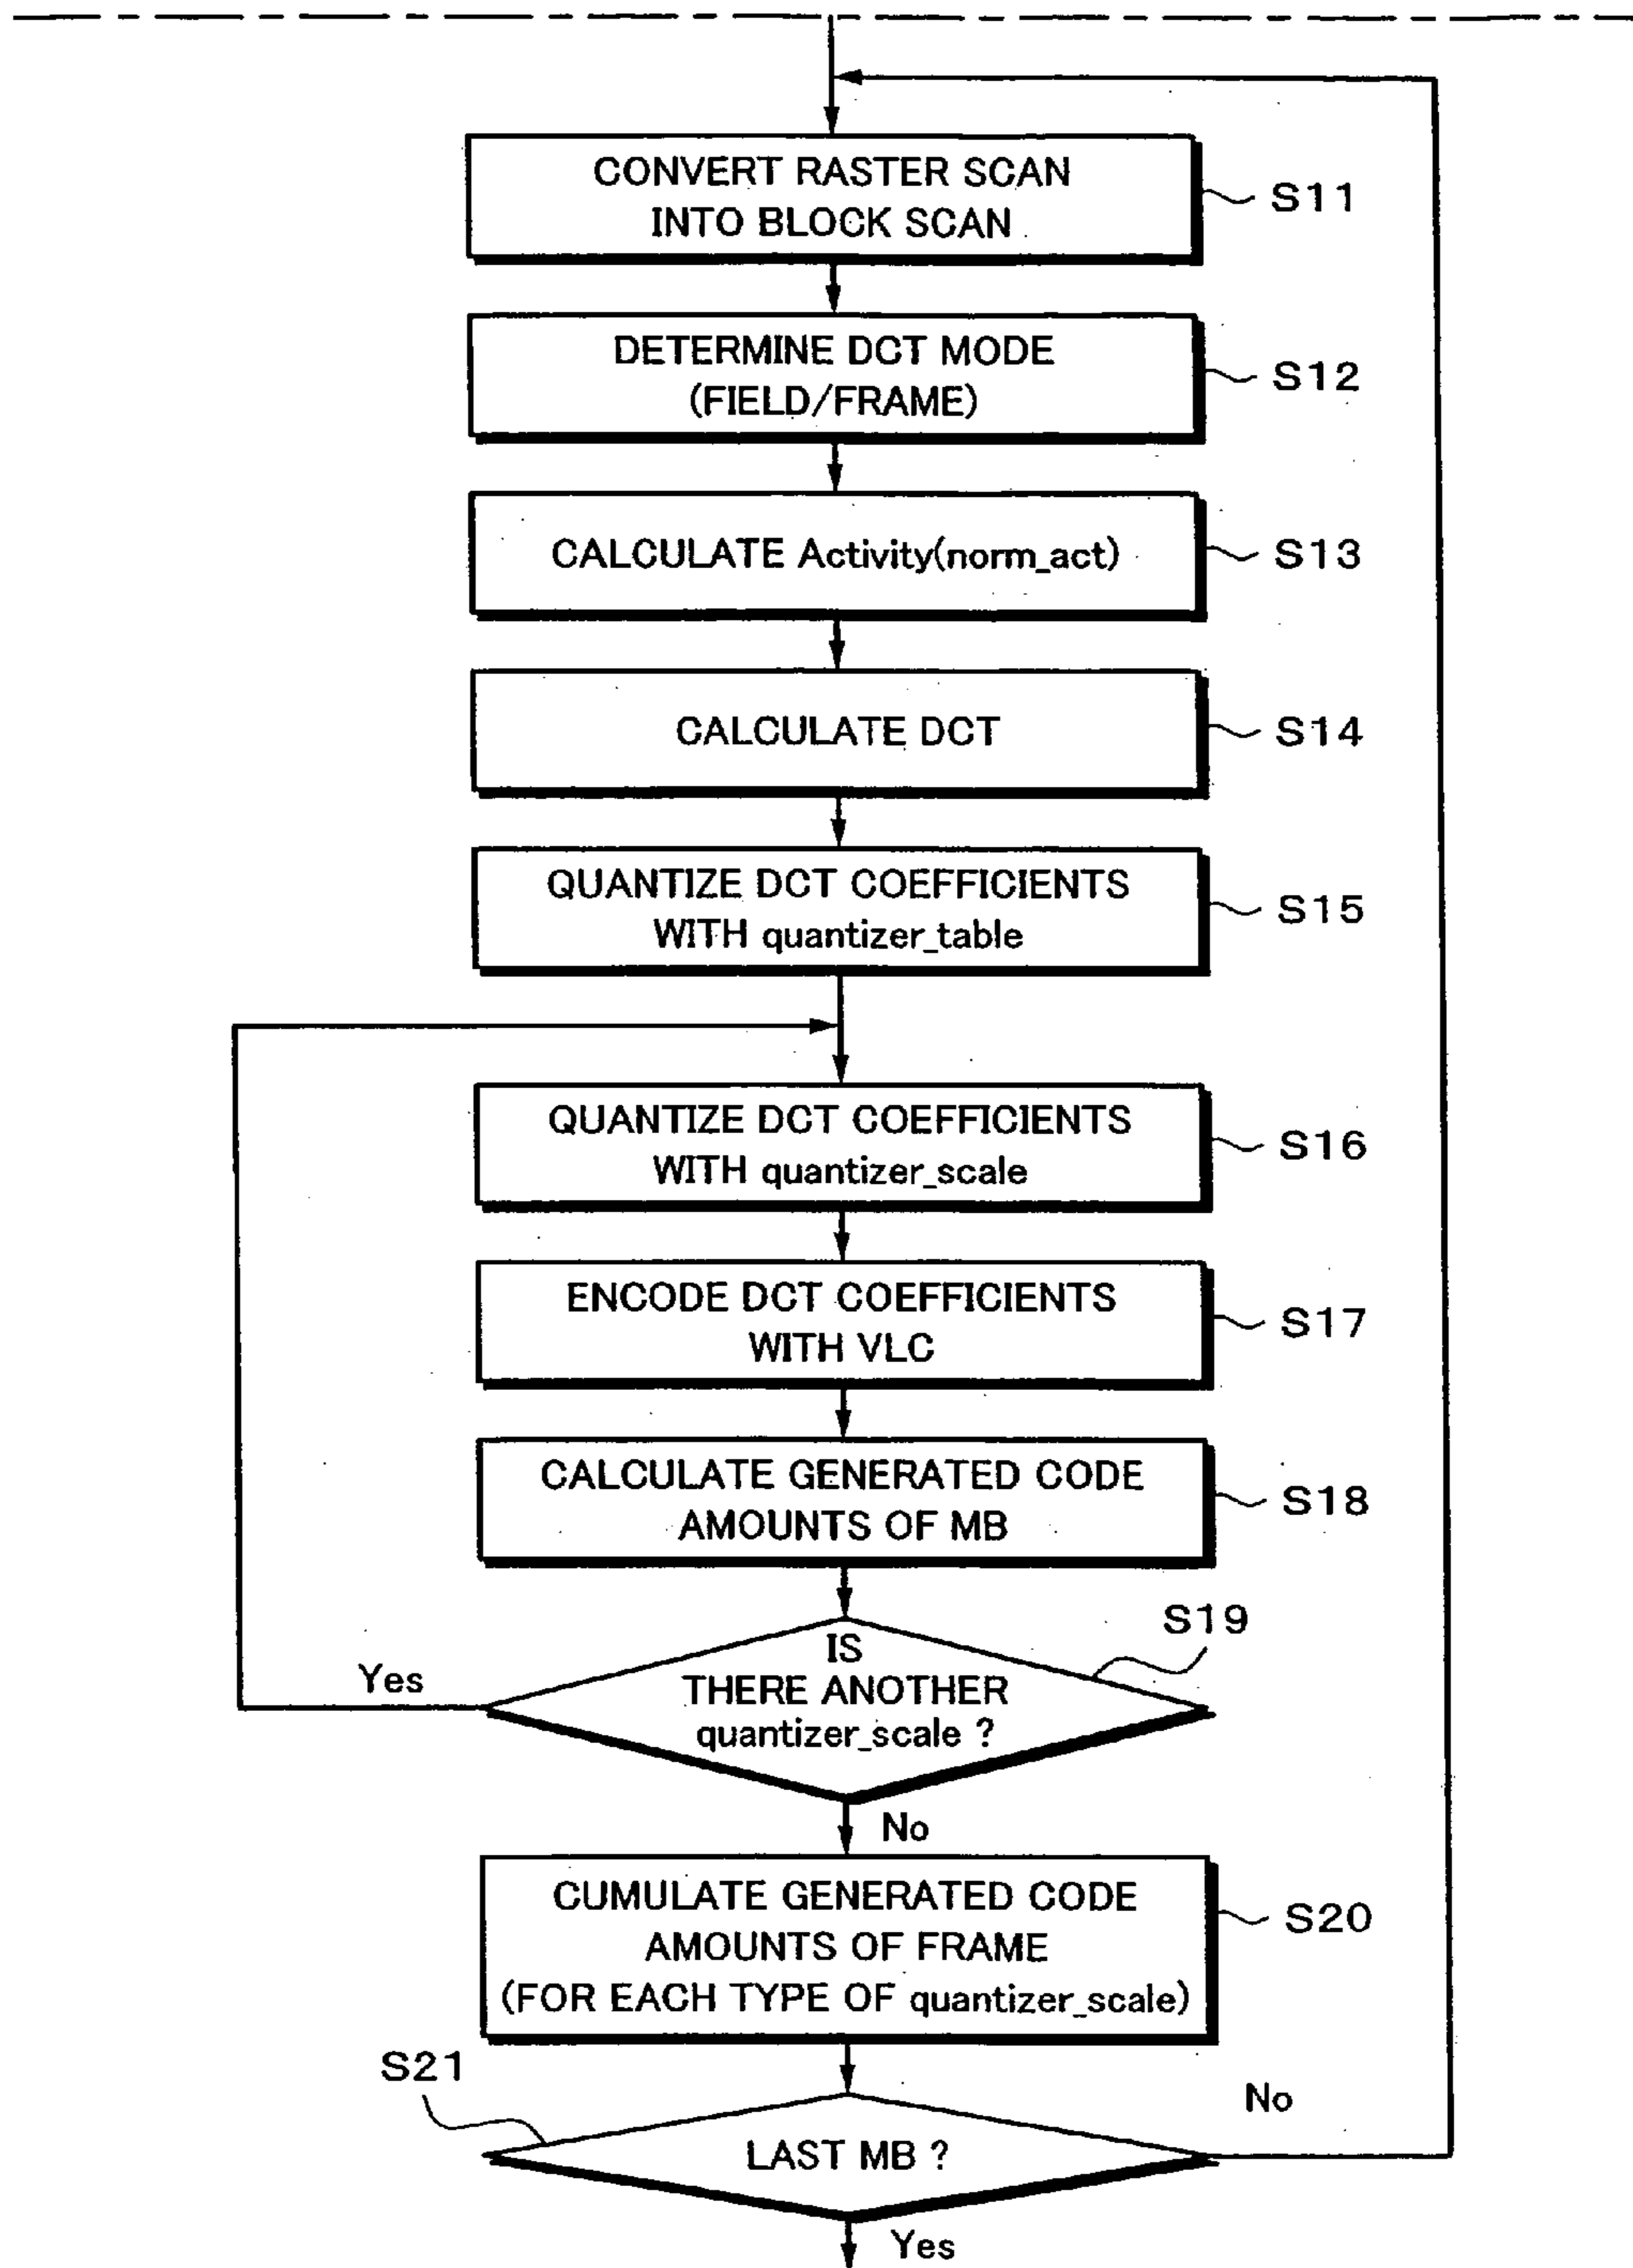 CONVERT RASTER SCAN
INTO BLOCK SCAN
S11
DETERMINE DCT MODE
(FIELD/FRAME)
S12
CALCULATE Activity(norm_act)
S13
CALCULATE DCT
S14
QUANTIZE DCT COEFFICIENTS
WITH quantizer_table
S15
QUANTIZE DCT COEFFICIENTS
WITH quantizer_scale
S16
ENCODE DCT COEFFICIENTS
WITH VLC
S17
CALCULATE GENERATED CODE
AMOUNTS OF MB
S18
S19
IS
THERE ANOTHER
quantizer_scale ?
Yes
No
CUMULATE GENERATED CODE
AMOUNTS OF FRAME
(FOR EACH TYPE OF quantizer_scale)
S20
S21
LAST MB ?
No
Yes